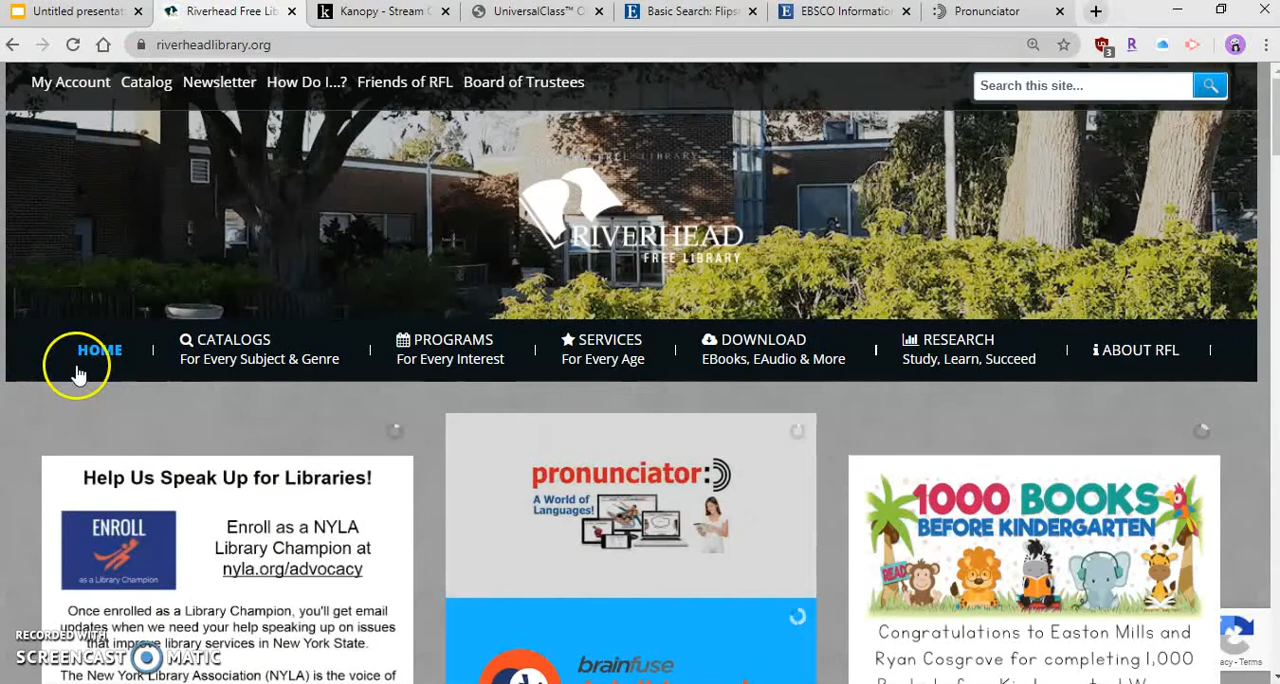 Untitled presentat
Riverhead Free Lib
Kanopy - Stream C
UniversalClass™ O
Basic Search: Flips
EBSCO Informatio
Pronunciator
riverheadlibrary.org
3
My Account Catalog Newsletter How Do I...? Friends of RFL Board of Trustees
Search this site...
RIVERHEAD
FREE LIBRARY
HOME
CATALOGS
For Every Subject & Genre
PROGRAMS
For Every Interest
SERVICES
For Every Age
DOWNLOAD
EBooks, EAudio & More
RESEARCH
Study, Learn, Succeed
ABOUT RFL
Help Us Speak Up for Libraries!
ENROLL
as a Library Champion
Enroll as a NYLA
Library Champion at
nyla.org/advocacy
Once enrolled as a Library Champion, you'll get email
updates when we need your help speaking up on issues
that improve library services in New York State.
The New York Library Association (NYLA) is the voice of
RECORDED WITH
SCREENCAST MATIC
pronunciator
A World of
Languages!
brainfuse
1000 BOOKS
BEFORE KINDERGARTEN
READ
Congratulations to Easton Mills and
Ryan Cosgrove for completing 1,000
- Terms